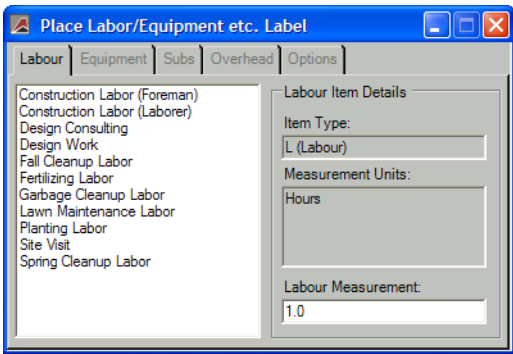 Place Labor/Equipment etc. Label
Labour Equipment Subs Overhead Options
Construction Labor (Foreman)
Construction Labor (Laborer)
Design Consulting
Design Work
Fall Cleanup Labor
Fertilizing Labor
Garbage Cleanup Labor
Lawn Maintenance Labor
Planting Labor
Site Visit
Spring Cleanup Labor
Labour Item Details
Item Type:
L (Labour)
Measurement Units:
Hours
Labour Measurement:
1.0